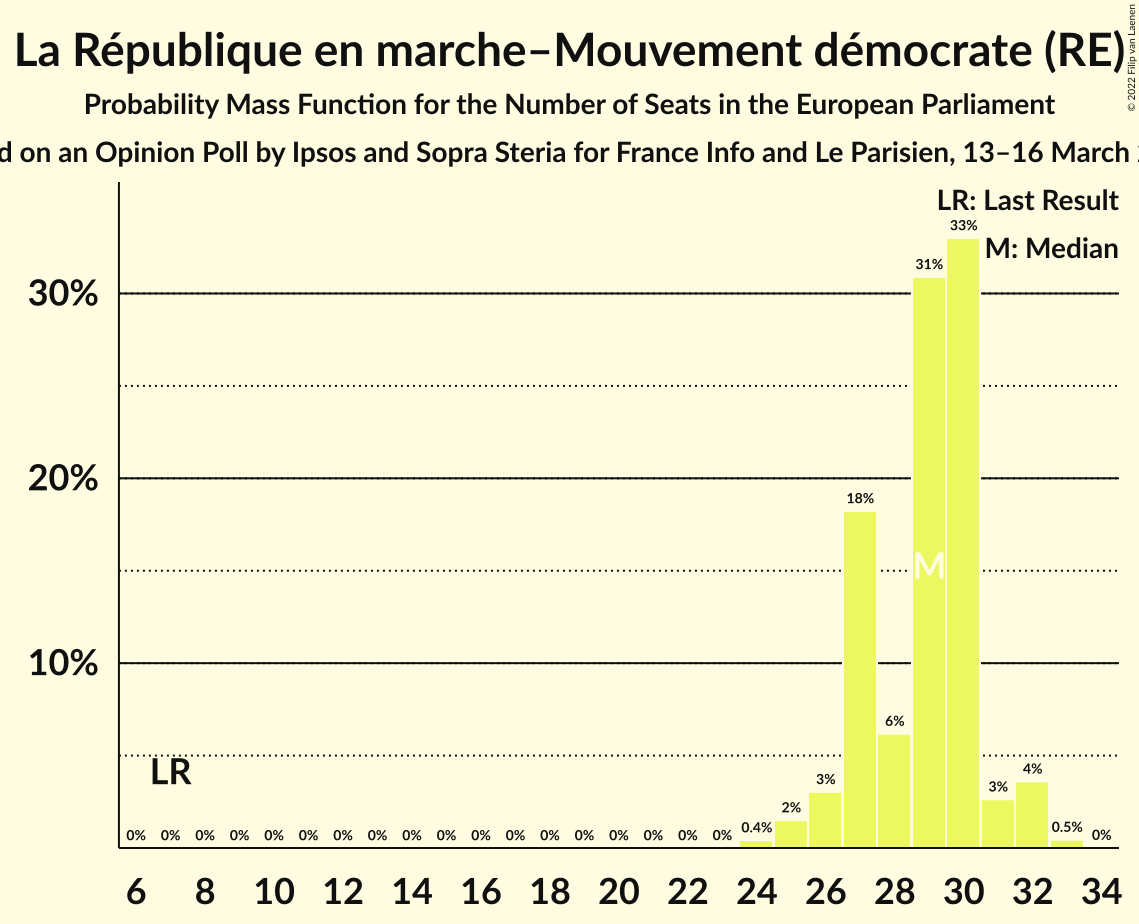 La République en marche–Mouvement démocrate (RE)
© 2022 Filip van Laenen
Probability Mass Function for the Number of Seats in the European Parliament
on an Opinion Poll by Ipsos and Sopra Steria for France Info and Le Parisien, 13–16 March
LR: Last Result
M: Median
30%
20%
10%
LR
M
0% 0% 0% 0% 0% 0% 0% 0% 0% 0% 0% 0% 0% 0% 0% 0% 0% 0% 0.4% 2% 3% 18% 6% 31% 33% 3% 4% 0.5% 0%
6 8 10 12 14 16 18 20 22 24 26 28 30 32 34